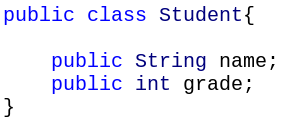 public class Student{
    public String name;
    public int grade;
}